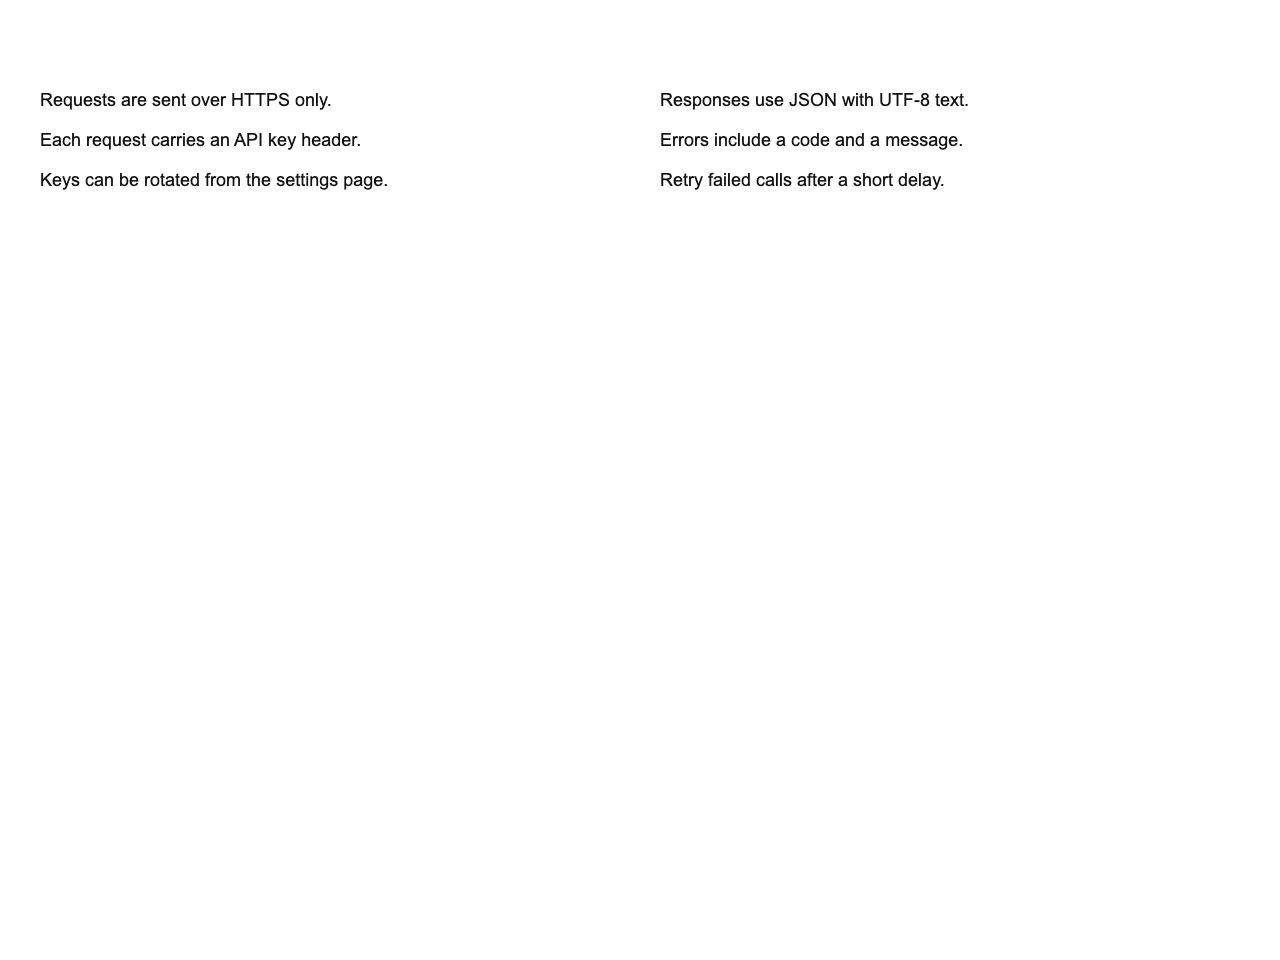 Requests are sent over HTTPS only.
Each request carries an API key header.
Keys can be rotated from the settings page.
Responses use JSON with UTF-8 text.
Errors include a code and a message.
Retry failed calls after a short delay.